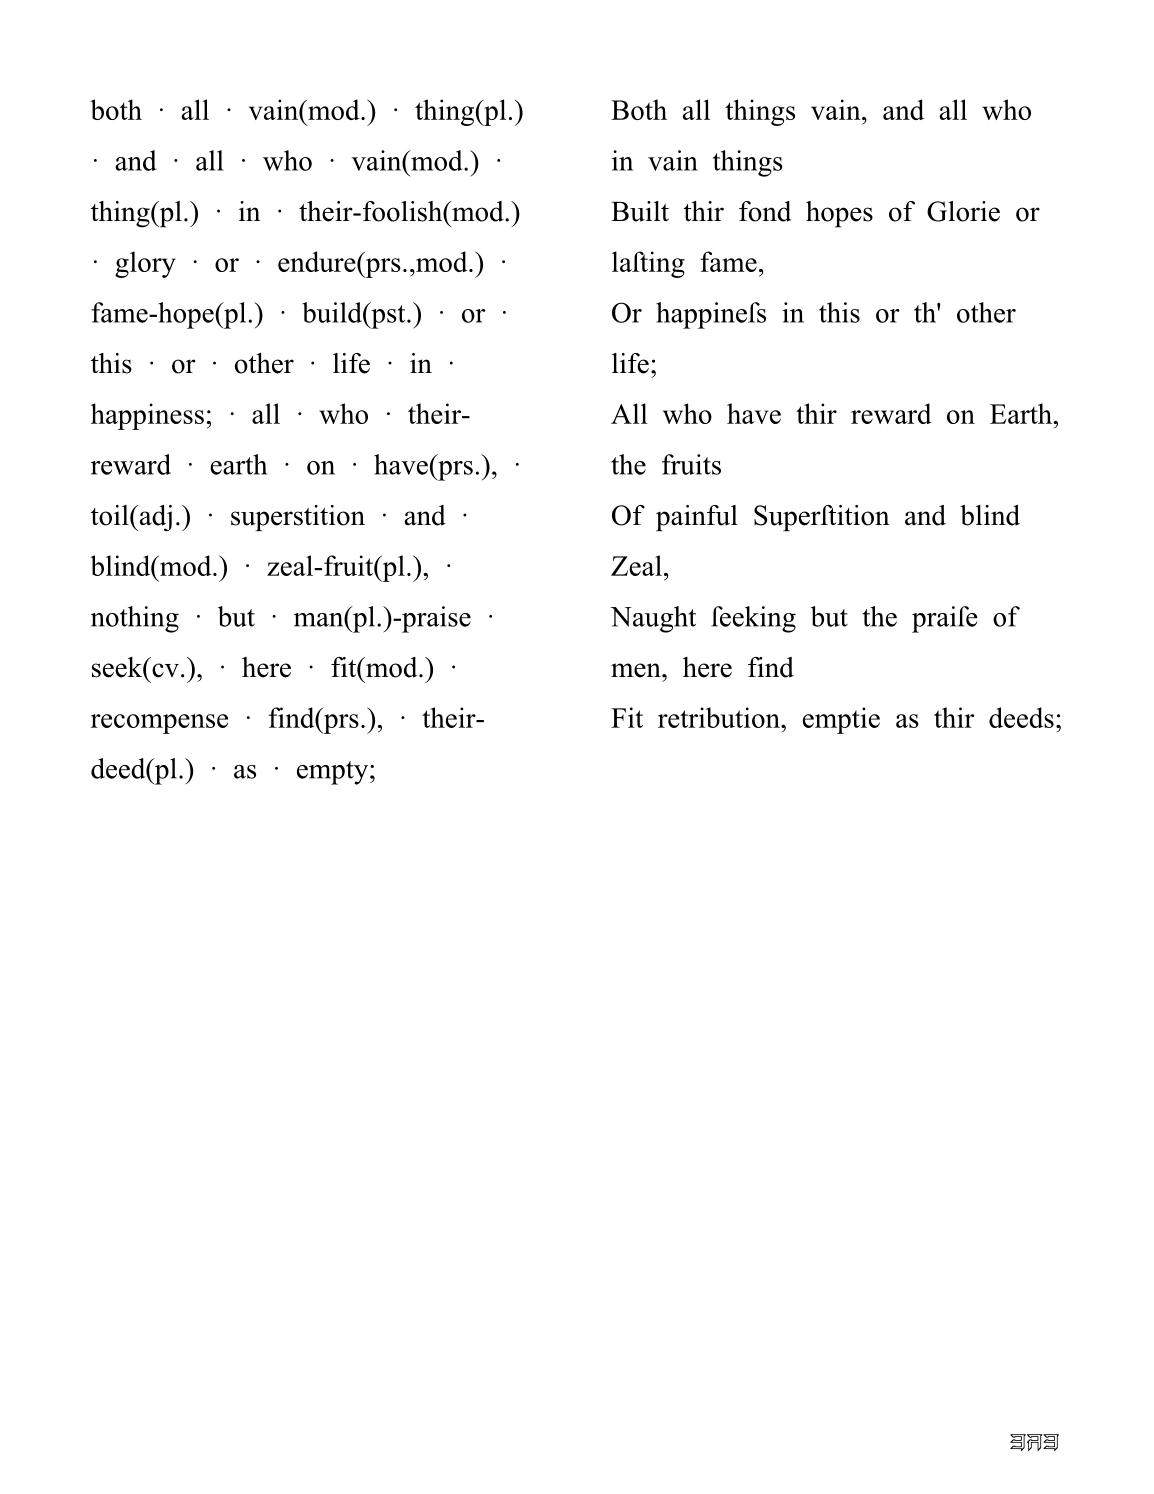 both · all · vain(mod.) · thing(pl.)
· and · all · who · vain(mod.) ·
thing(pl.) · in · their-foolish(mod.)
· glory · or · endure(prs.,mod.) ·
fame-hope(pl.) · build(pst.) · or ·
this · or · other · life · in ·
happiness; · all · who · their-
reward · earth · on · have(prs.), ·
toil(adj.) · superstition · and ·
blind(mod.) · zeal-fruit(pl.), ·
nothing · but · man(pl.)-praise ·
seek(cv.), · here · fit(mod.) ·
recompense · find(prs.), · their-
deed(pl.) · as · empty;
Both all things vain, and all who
in vain things
Built thir fond hopes of Glorie or
laſting fame,
Or happineſs in this or th' other
life;
All who have thir reward on Earth,
the fruits
Of painful Superſtition and blind
Zeal,
Naught ſeeking but the praiſe of
men, here find
Fit retribution, emptie as thir deeds;